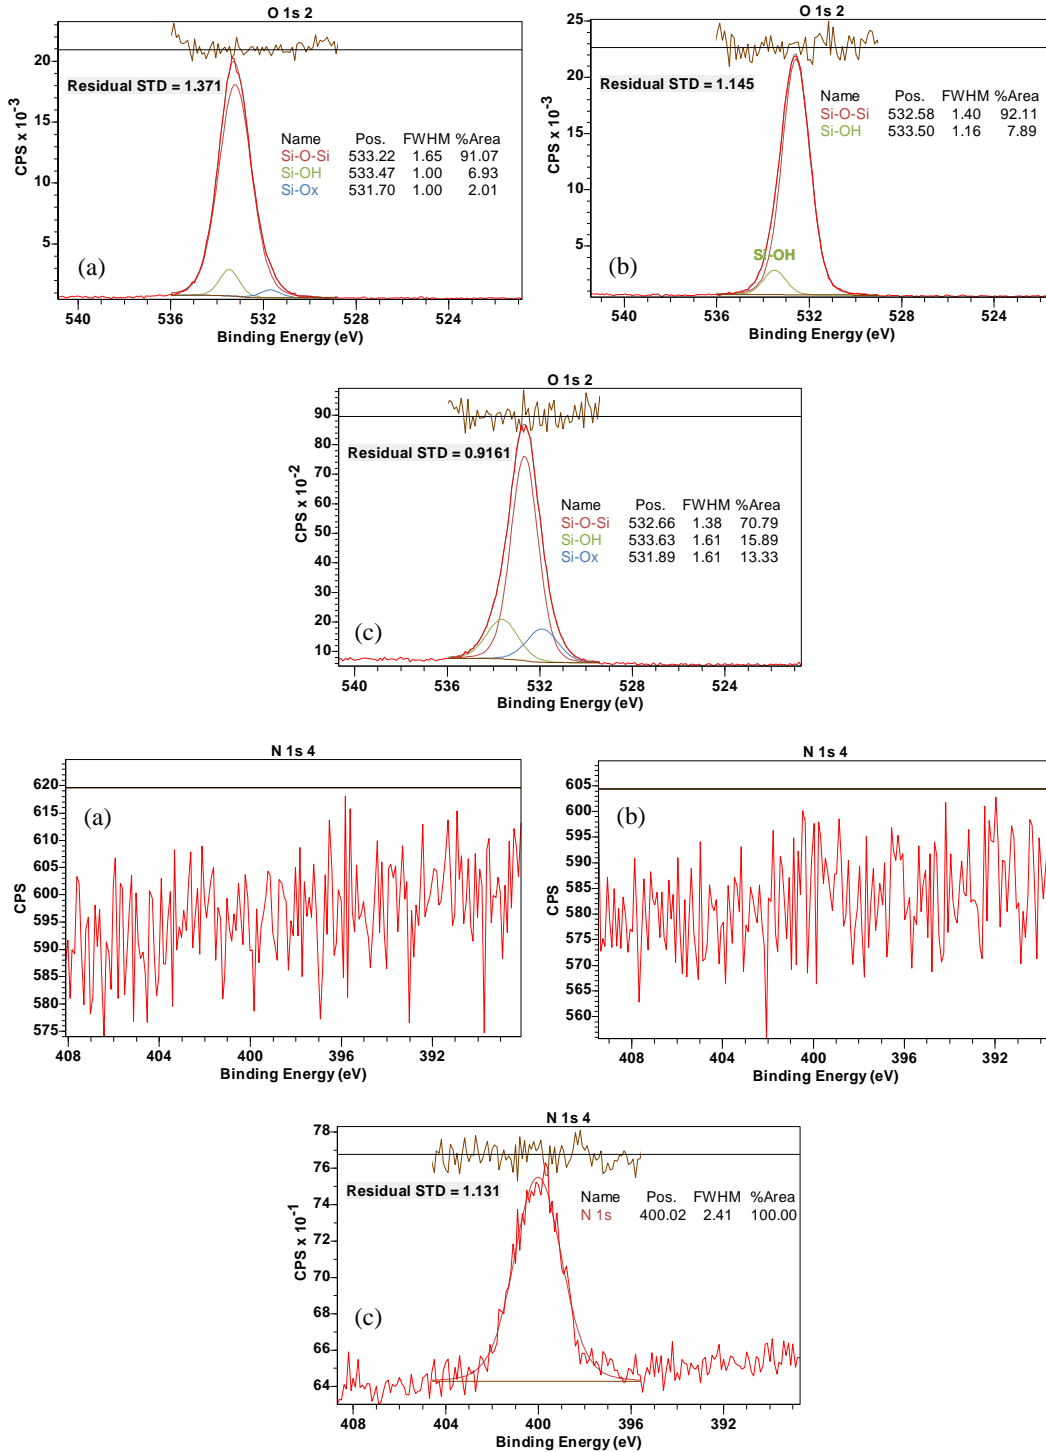 O 1s 2
Residual STD = 1.371
Name Pos. FWHM %Area
Si-O-Si 533.22 1.65 91.07
Si-OH 533.47 1.00 6.93
Si-Ox 531.70 1.00 2.01
(a)
CPS x 10-3
20
15
10
5
540 536 532 528 524
Binding Energy (eV)
O 1s 2
Residual STD = 1.145
Name Pos. FWHM %Area
Si-O-Si 532.58 1.40 92.11
Si-OH 533.50 1.16 7.89
Si-OH
(b)
CPS x 10-3
25
20
15
10
5
540 536 532 528 524
Binding Energy (eV)
O 1s 2
Residual STD = 0.9161
Name Pos. FWHM %Area
Si-O-Si 532.66 1.38 70.79
Si-OH 533.63 1.61 15.89
Si-Ox 531.89 1.61 13.33
(c)
CPS x 10-2
90
80
70
60
50
40
30
20
10
540 536 532 528 524
Binding Energy (eV)
N 1s 4
(a)
CPS
620
615
610
605
600
595
590
585
580
575
408 404 400 396 392
Binding Energy (eV)
N 1s 4
(b)
CPS
605
600
595
590
585
580
575
570
565
560
408 404 400 396 392
Binding Energy (eV)
N 1s 4
Residual STD = 1.131
Name Pos. FWHM %Area
N 1s 400.02 2.41 100.00
(c)
CPS x 10-1
78
76
74
72
70
68
66
64
408 404 400 396 392
Binding Energy (eV)